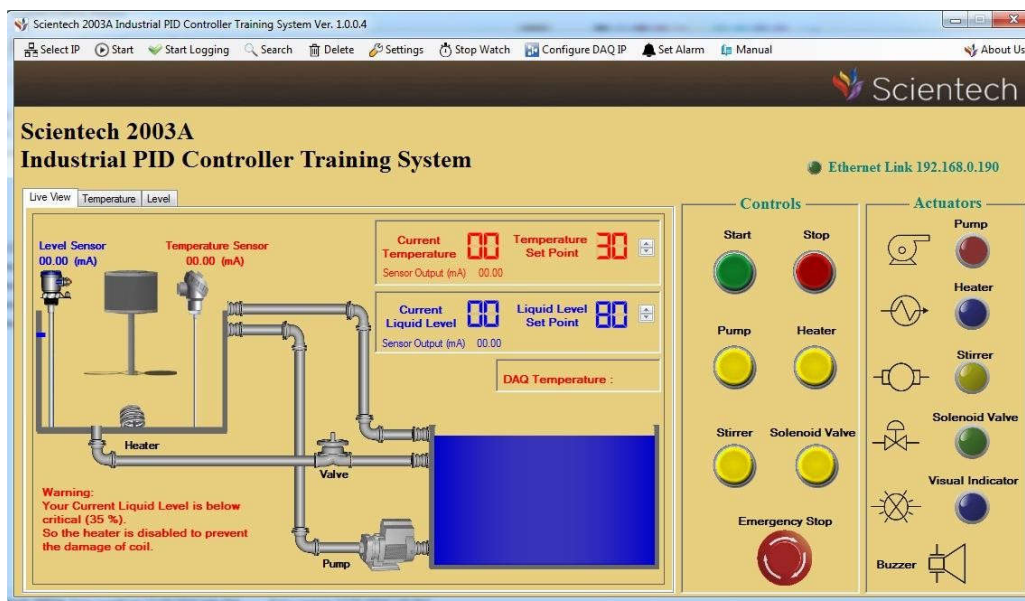 Scientech 2003A Industrial PID Controller Training System Ver. 1.0.0.4
Select IP Start Start Logging Search Delete Settings Stop Watch Configure DAQ IP Set Alarm Manual About Us
Scientech
Scientech 2003A
Industrial PID Controller Training System
Ethernet Link 192.168.0.190
Live View Temperature Level
Level Sensor
00.00 (mA)
Temperature Sensor
00.00 (mA)
Current
Temperature
00
Temperature
Set Point
30
Sensor Output (mA) 00.00
Current
Liquid Level
00
Liquid Level
Set Point
80
Sensor Output (mA) 00.00
DAQ Temperature :
Heater
Valve
Pump
Warning:
Your Current Liquid Level is below
critical (35 %).
So the heater is disabled to prevent
the damage of coil.
Controls
Start Stop
Pump Heater
Stirrer Solenoid Valve
Emergency Stop
Actuators
Pump
Heater
Stirrer
Solenoid Valve
Visual Indicator
Buzzer